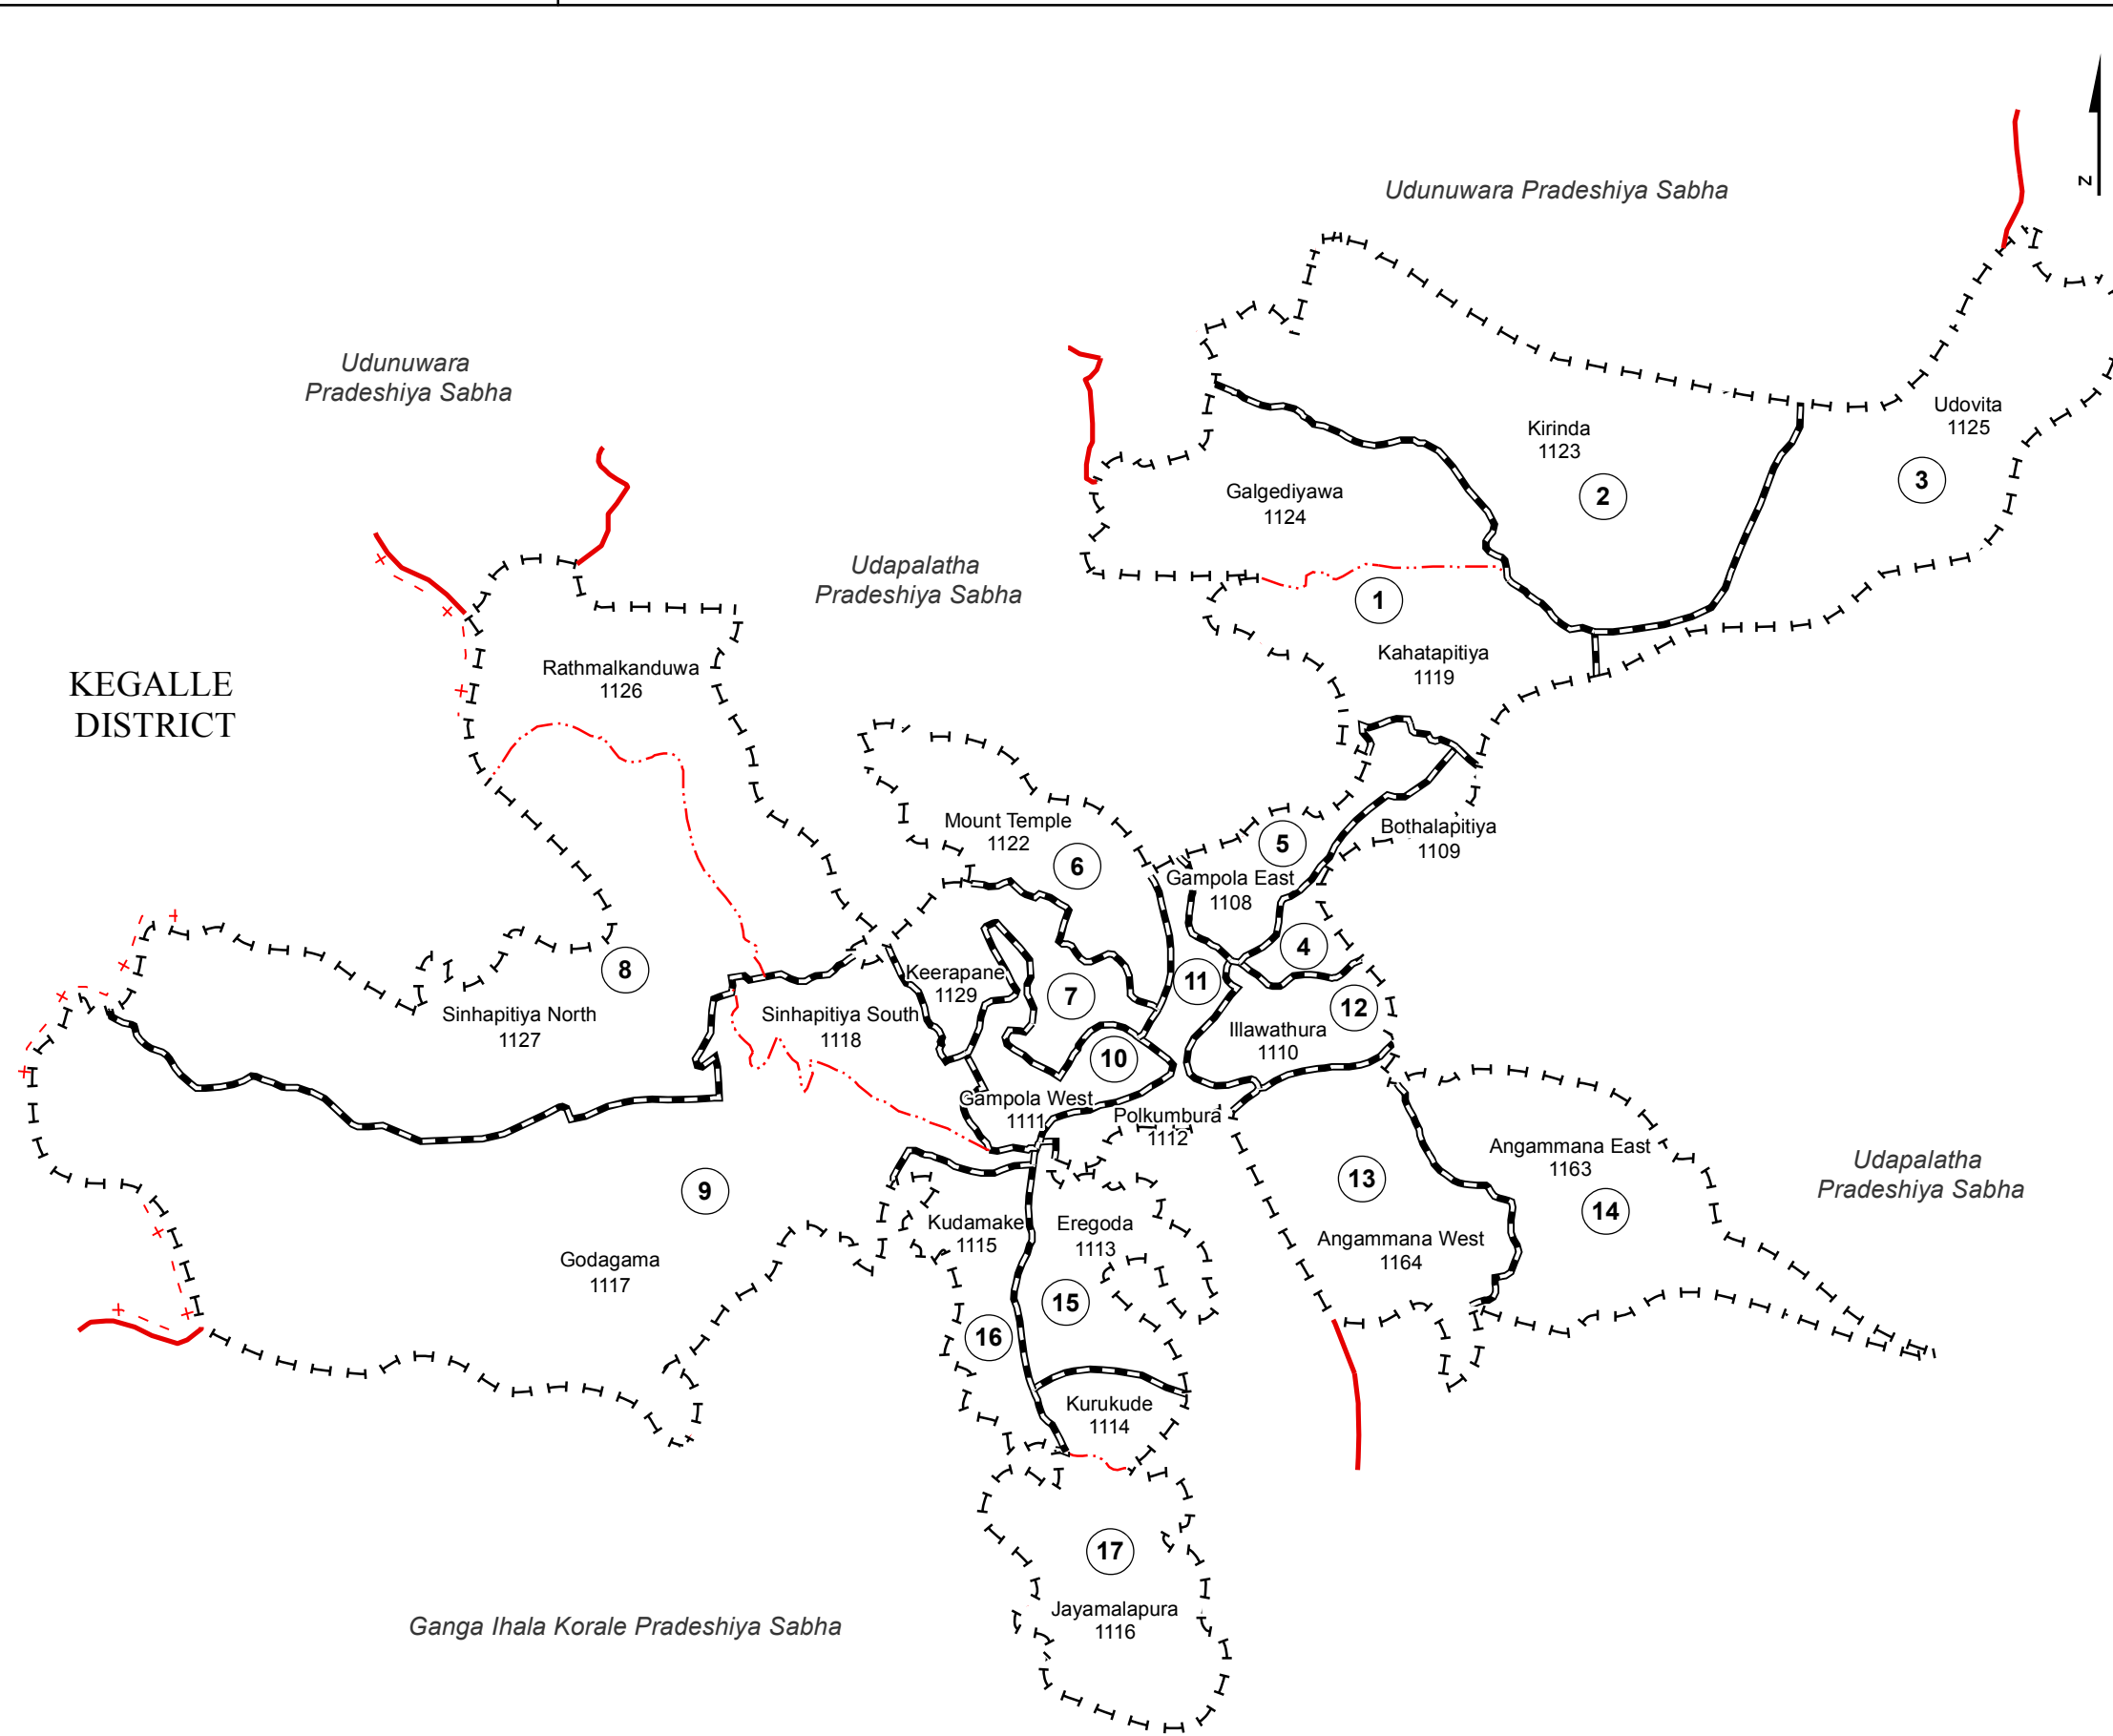 N
Udunuwara Pradeshiya Sabha
Udunuwara
Pradeshiya Sabha
Udovita
1125
Kirinda
1123
3
2
Galgediyawa
1124
Udapalatha
Pradeshiya Sabha
1
Kahatapitiya
1119
Rathmalkanduwa
1126
KEGALLE
DISTRICT
Mount Temple
1122
6
5
Bothalapitiya
1109
Gampola East
1108
4
8
Keerapane
1129
7
11
12
Sinhapitiya North
1127
Sinhapitiya South
1118
Illawathura
1110
10
Gampola West
1111
Polkumbura
1112
Angammana East
1163
Udapalatha
Pradeshiya Sabha
13
9
14
Kudamake
1115
Eregoda
1113
Angammana West
1164
Godagama
1117
15
16
Kurukude
1114
17
Jayamalapura
1116
Ganga Ihala Korale Pradeshiya Sabha